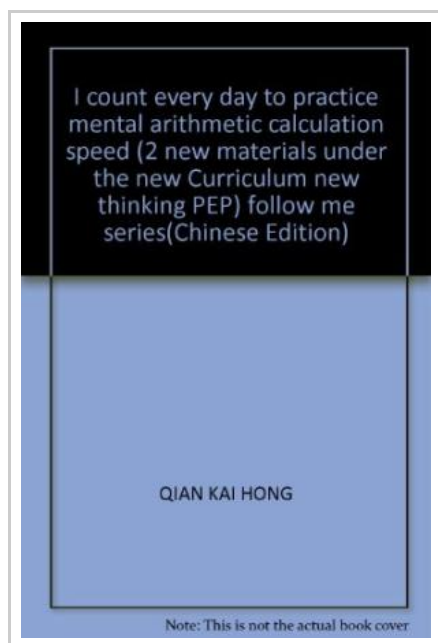 I count every day to practice
mental arithmetic calculation
speed (2 new materials under
the new Curriculum new
thinking PEP) follow me
series(Chinese Edition)
QIAN KAI HONG
Note: This is not the actual book cover